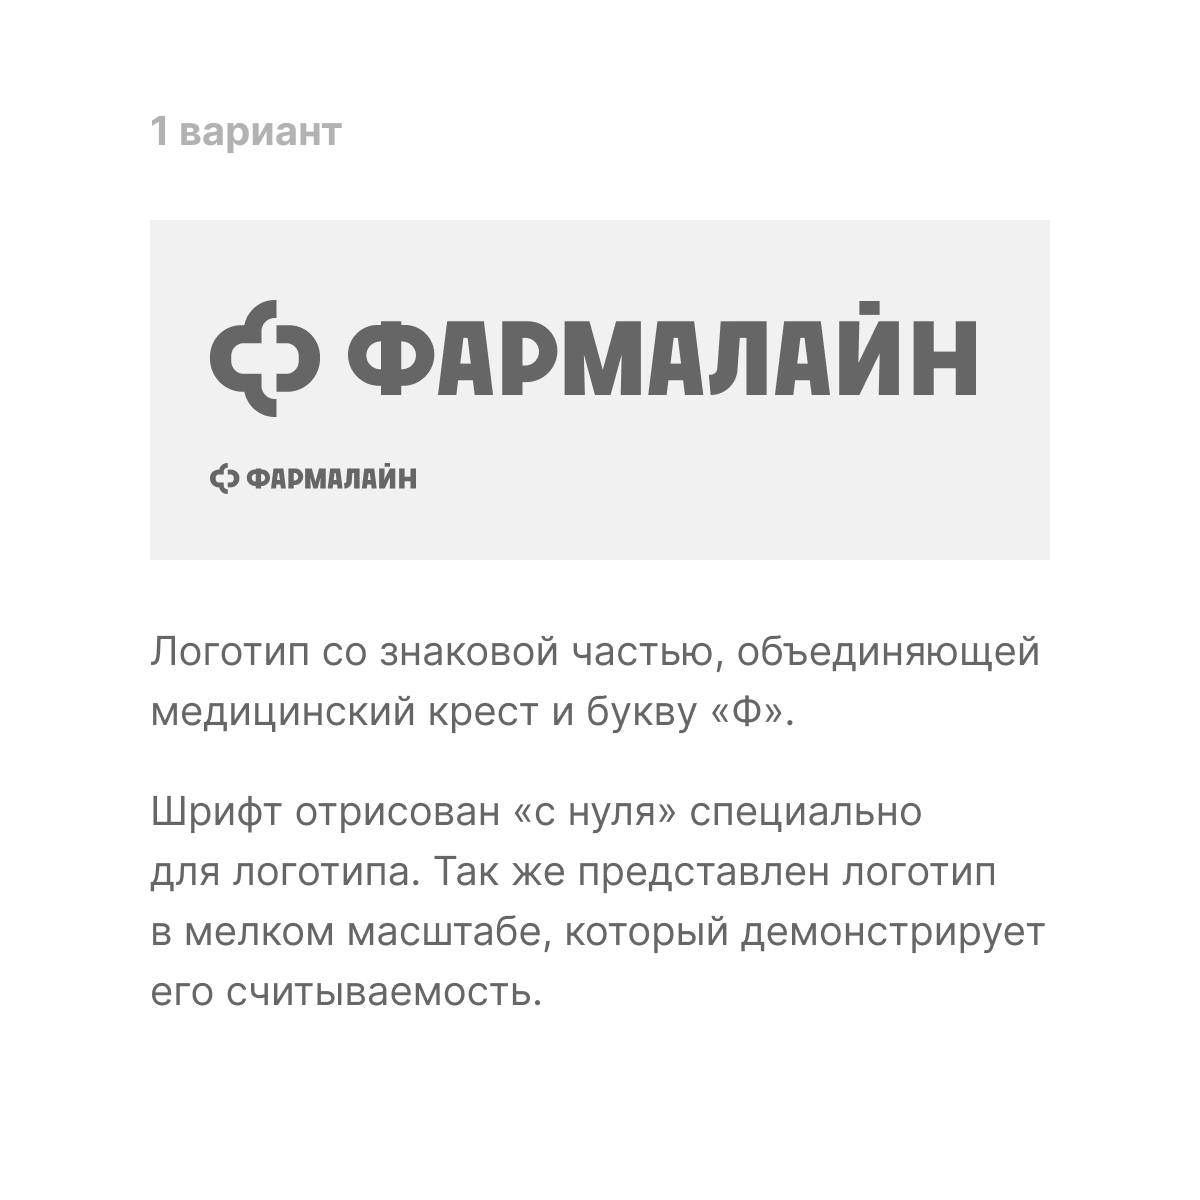 1 вариант
ФАРМАЛАЙН
ФАРМАЛАЙН
Логотип со знаковой частью, объединяющей
медицинский крест и букву «Ф».
Шрифт отрисован «с нуля» специально
для логотипа. Так же представлен логотип
в мелком масштабе, который демонстрирует
его считываемость.